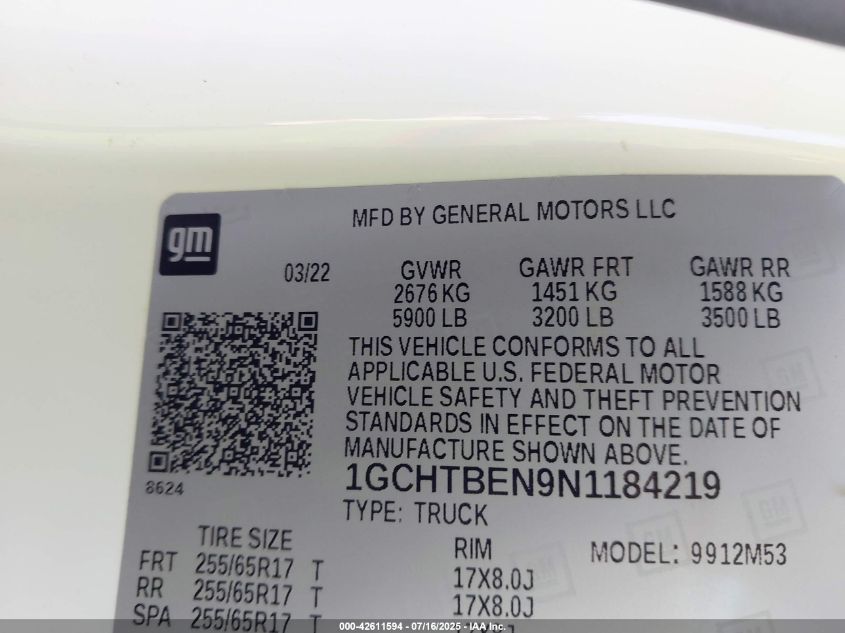 gm
MFD BY GENERAL MOTORS LLC
03/22
GVWR GAWR FRT GAWR RR
2676 KG 1451 KG 1588 KG
5900 LB 3200 LB 3500 LB
THIS VEHICLE CONFORMS TO ALL
APPLICABLE U.S. FEDERAL MOTOR
VEHICLE SAFETY AND THEFT PREVENTION
STANDARDS IN EFFECT ON THE DATE OF
MANUFACTURE SHOWN ABOVE.
8624
1GCHTBEN9N1184219
TYPE: TRUCK
TIRE SIZE RIM MODEL: 9912M53
FRT 255/65R17 T 17X8.0J
RR 255/65R17 T 17X8.0J
SPA 255/65R17 T
000-42611594 - 07/16/2025 - IAA Inc.